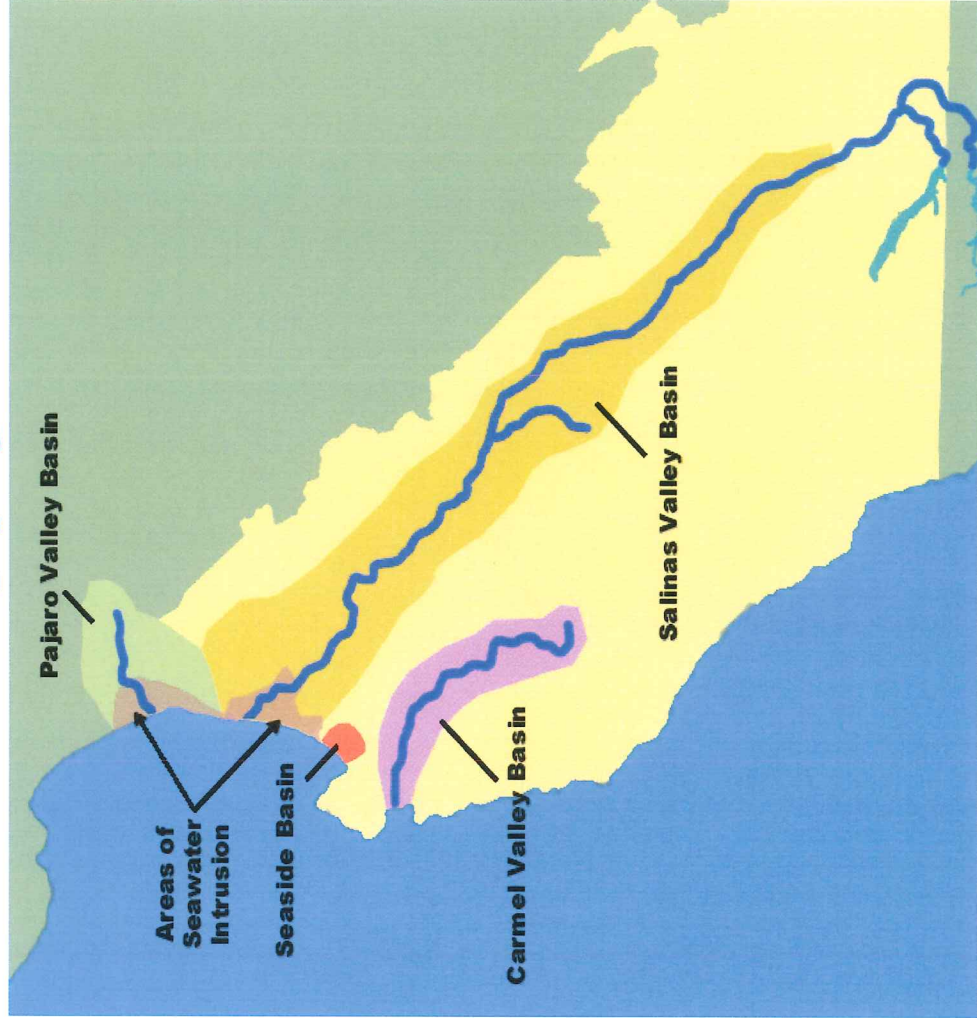 Pajaro Valley Basin
Areas of
Seawater
Intrusion
Seaside Basin
Carmel Valley Basin
Salinas Valley Basin